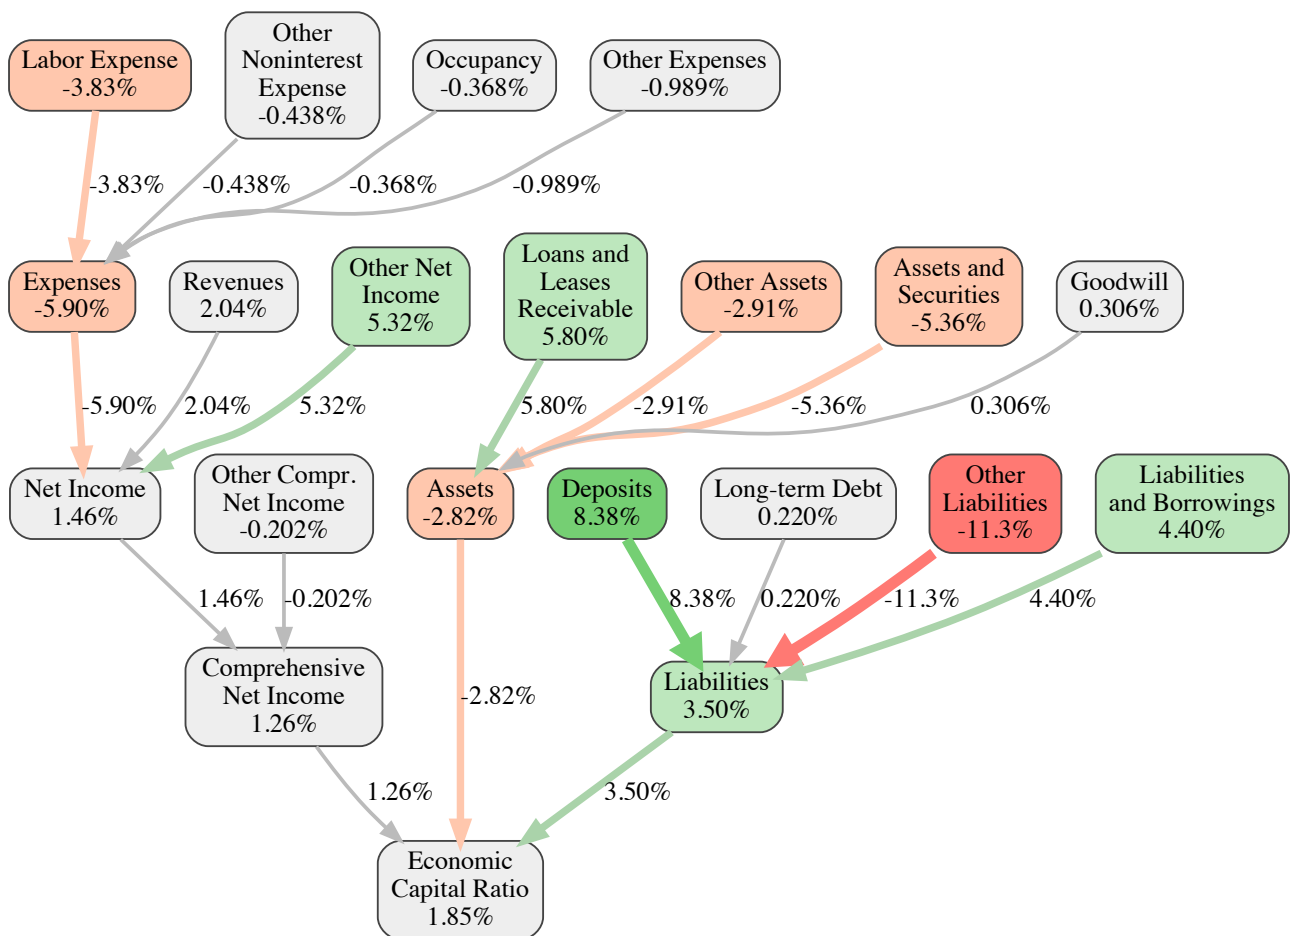 Labor Expense
-3.83%
Other
Noninterest
Expense
-0.438%
Occupancy
-0.368%
Other Expenses
-0.989%
-3.83%
-0.438%
-0.368%
-0.989%
Expenses
-5.90%
Revenues
2.04%
Other Net
Income
5.32%
Loans and
Leases
Receivable
5.80%
Other Assets
-2.91%
Assets and
Securities
-5.36%
Goodwill
0.306%
-5.90%
2.04%
5.32%
5.80%
-2.91%
-5.36%
0.306%
Net Income
1.46%
Other Compr.
Net Income
-0.202%
Assets
-2.82%
Deposits
8.38%
Long-term Debt
0.220%
Other
Liabilities
-11.3%
Liabilities
and Borrowings
4.40%
1.46%
-0.202%
8.38%
0.220%
-11.3%
4.40%
Comprehensive
Net Income
1.26%
-2.82%
Liabilities
3.50%
1.26%
3.50%
Economic
Capital Ratio
1.85%